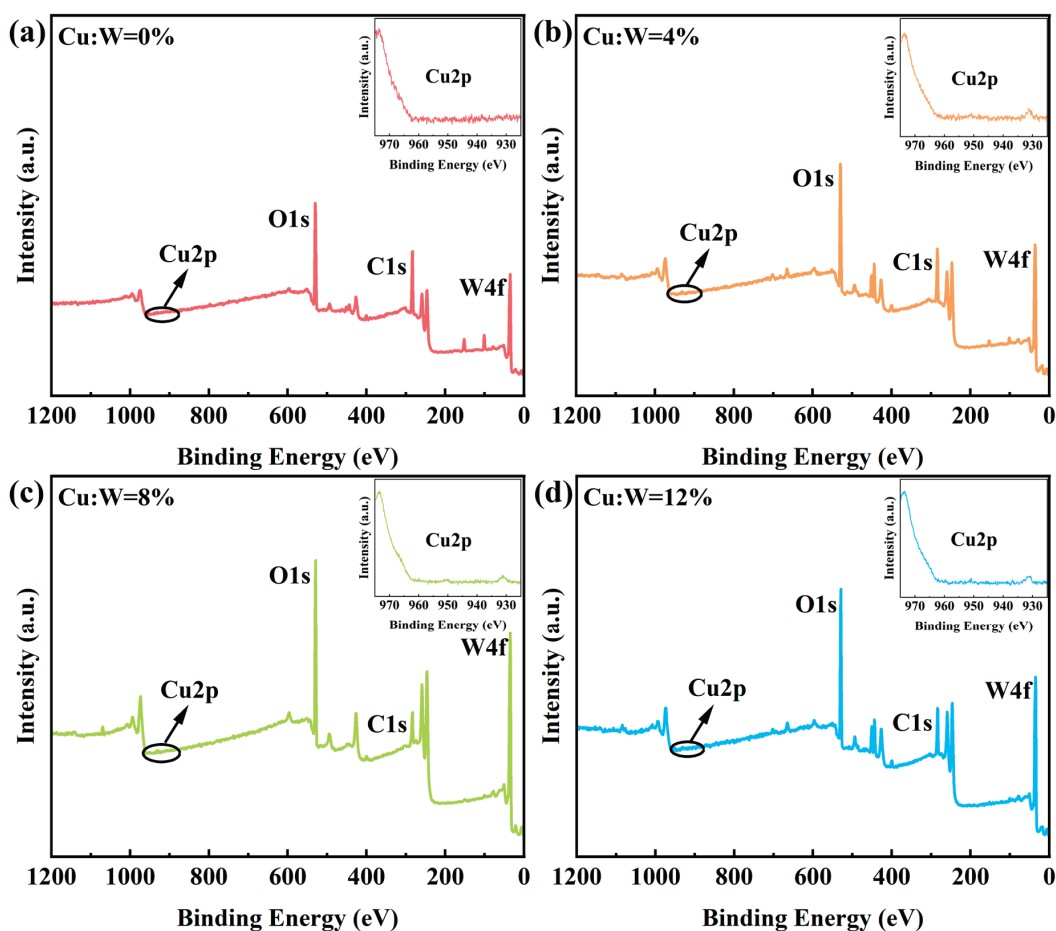 (a)
Cu:W=0%
Intensity (a.u.)
Cu2p
970 960 950 940 930
Binding Energy (eV)
Intensity (a.u.)
O1s
Cu2p
C1s
W4f
1200 1000 800 600 400 200 0
Binding Energy (eV)
(b)
Cu:W=4%
Intensity (a.u.)
Cu2p
970 960 950 940 930
Binding Energy (eV)
Intensity (a.u.)
O1s
Cu2p
C1s
W4f
1200 1000 800 600 400 200 0
Binding Energy (eV)
(c)
Cu:W=8%
Intensity (a.u.)
Cu2p
970 960 950 940 930
Binding Energy (eV)
Intensity (a.u.)
O1s
W4f
Cu2p
C1s
1200 1000 800 600 400 200 0
Binding Energy (eV)
(d)
Cu:W=12%
Intensity (a.u.)
Cu2p
970 960 950 940 930
Binding Energy (eV)
Intensity (a.u.)
O1s
Cu2p
W4f
C1s
1200 1000 800 600 400 200 0
Binding Energy (eV)